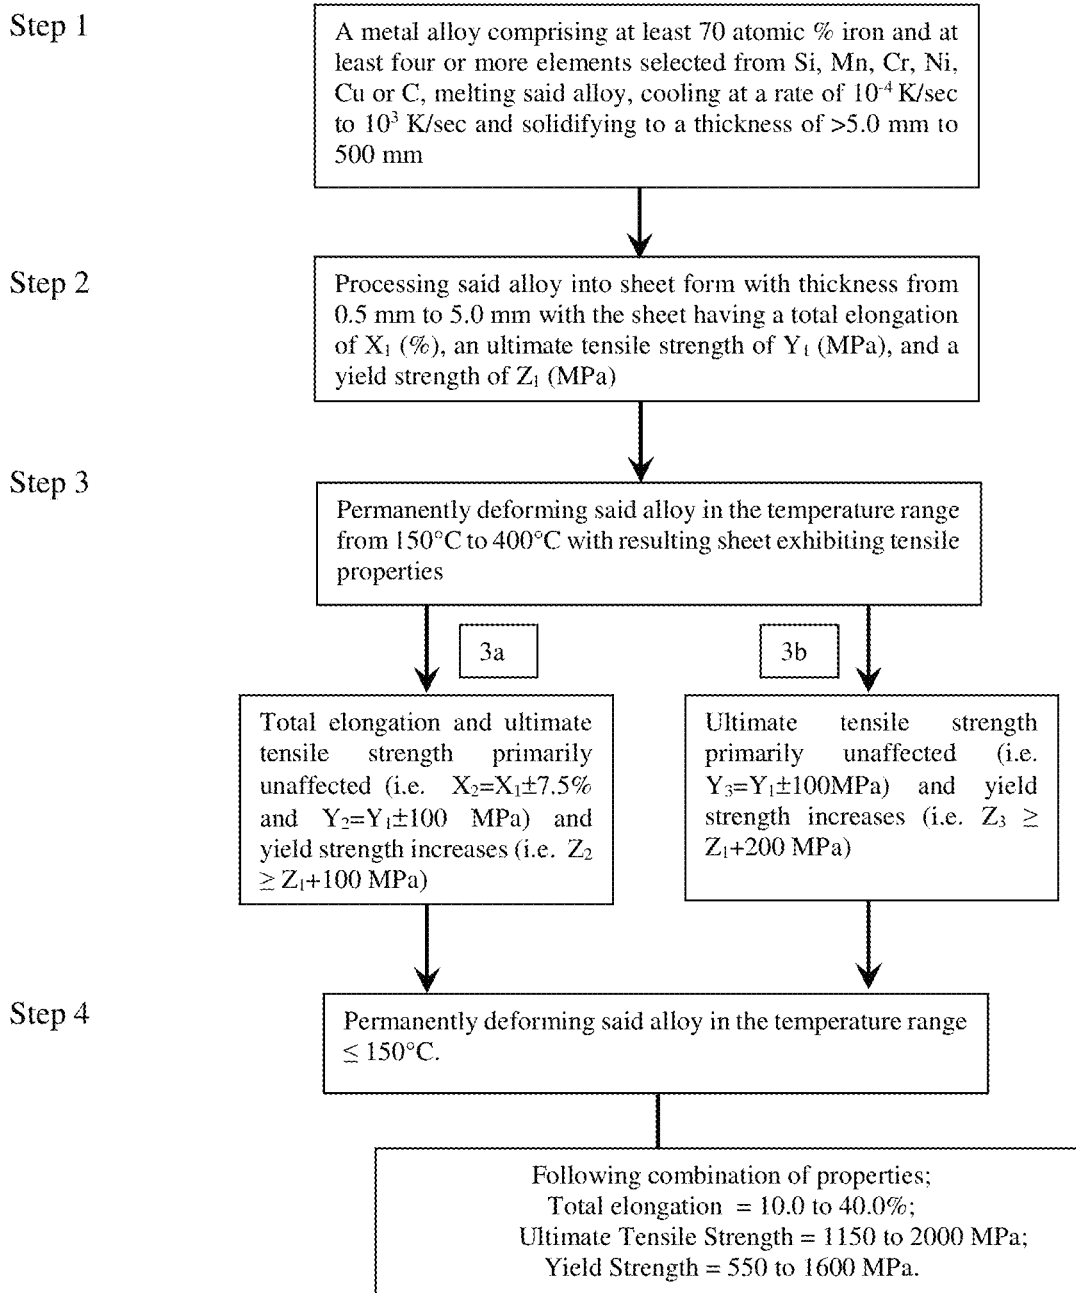 Step 1
A metal alloy comprising at least 70 atomic % iron and at
least four or more elements selected from Si, Mn, Cr, Ni,
Cu or C, melting said alloy, cooling at a rate of 10⁻⁴ K/sec
to 10³ K/sec and solidifying to a thickness of >5.0 mm to
500 mm
Step 2
Processing said alloy into sheet form with thickness from
0.5 mm to 5.0 mm with the sheet having a total elongation
of X₁ (%), an ultimate tensile strength of Y₁ (MPa), and a
yield strength of Z₁ (MPa)
Step 3
Permanently deforming said alloy in the temperature range
from 150°C to 400°C with resulting sheet exhibiting tensile
properties
3a
3b
Total elongation and ultimate
tensile strength primarily
unaffected (i.e. X₂=X₁±7.5%
and Y₂=Y₁±100 MPa) and
yield strength increases (i.e. Z₂
≥ Z₁+100 MPa)
Ultimate tensile strength
primarily unaffected (i.e.
Y₃=Y₁±100MPa) and yield
strength increases (i.e. Z₃ ≥
Z₁+200 MPa)
Step 4
Permanently deforming said alloy in the temperature range
≤ 150°C.
Following combination of properties;
Total elongation = 10.0 to 40.0%;
Ultimate Tensile Strength = 1150 to 2000 MPa;
Yield Strength = 550 to 1600 MPa.